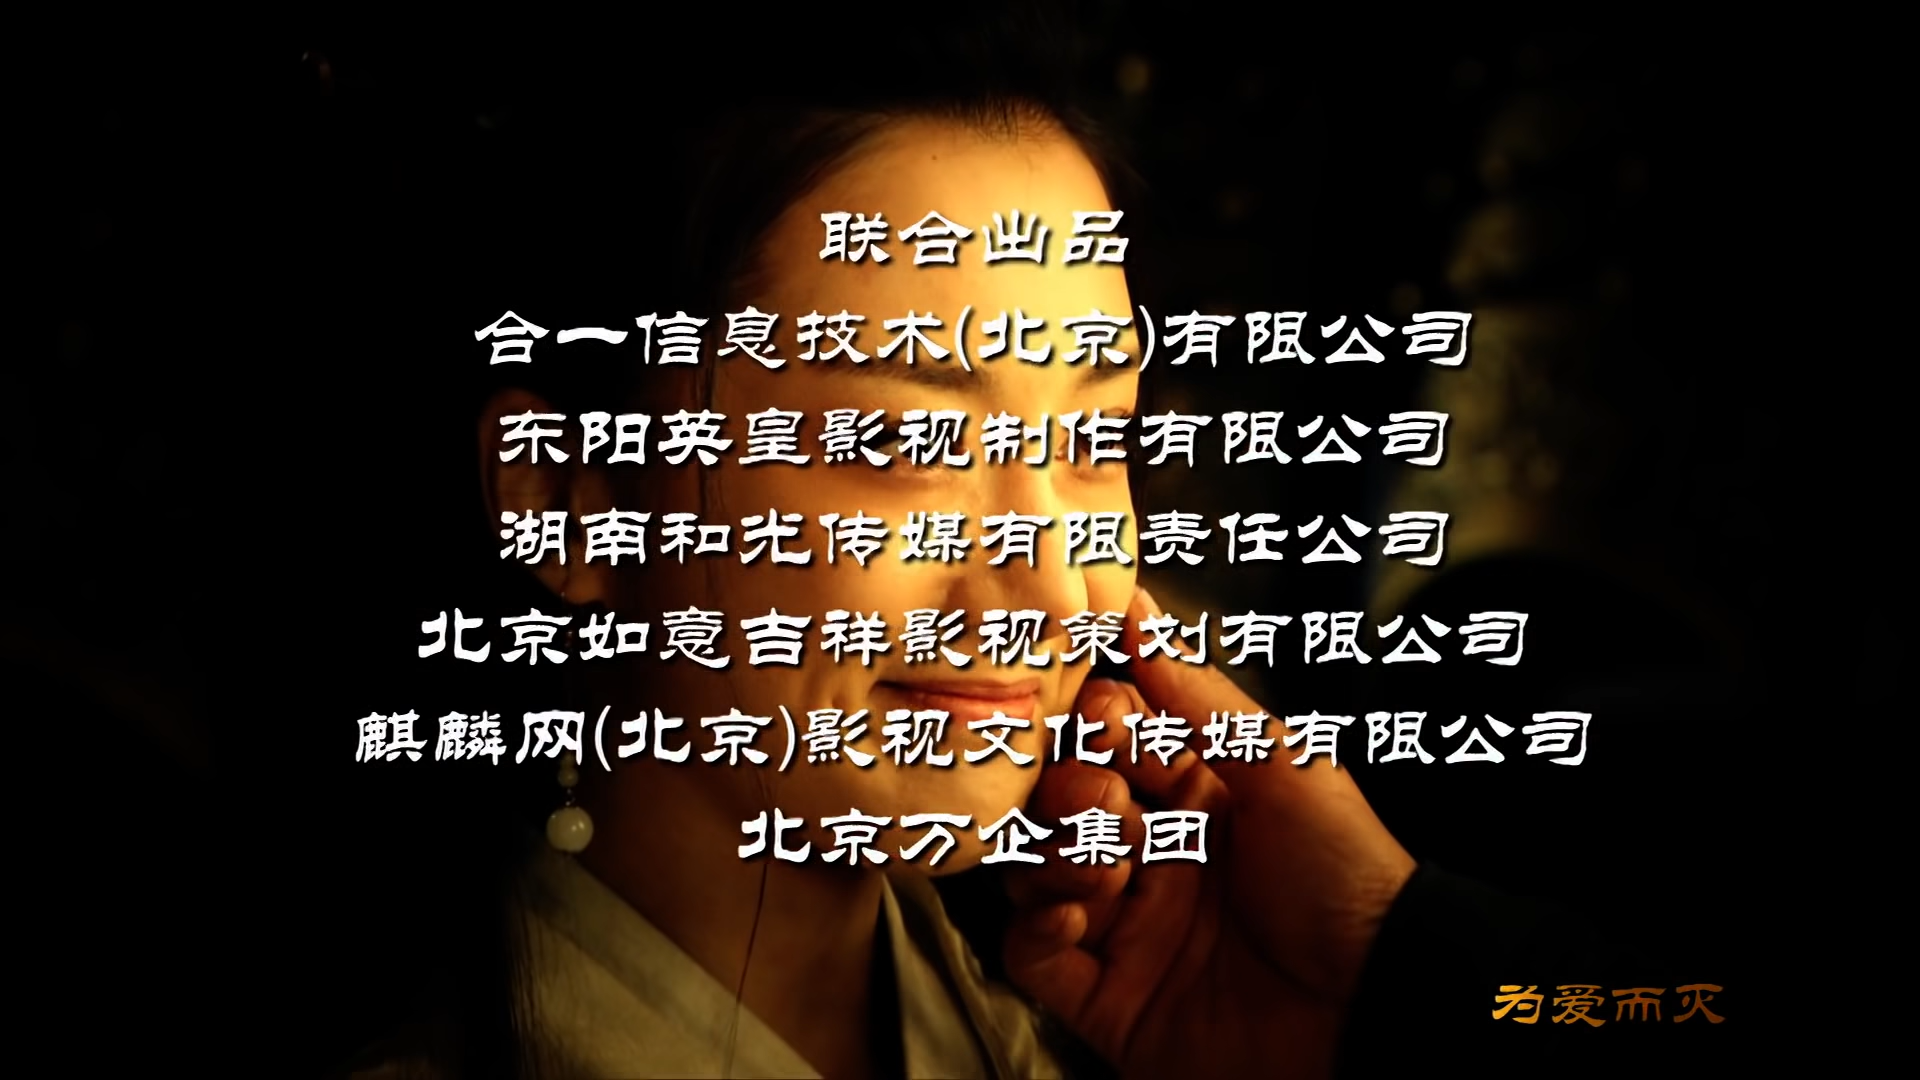 联合出品
合一信息技术(北京)有限公司
东阳英皇影视制作有限公司
湖南和光传媒有限责任公司
北京如意吉祥影视策划有限公司
麒麟网(北京)影视文化传媒有限公司
北京万企集团
为爱而灭